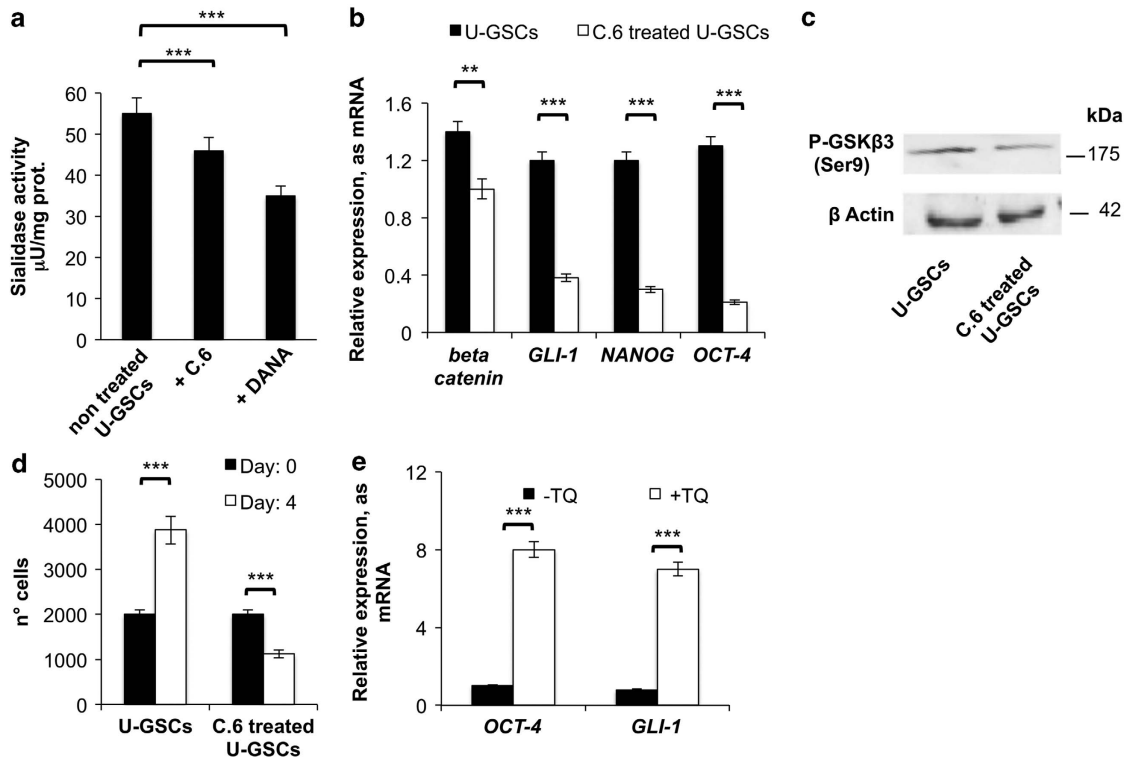 a
***
***
Sialidase activity
µU/mg prot.
60
50
40
30
20
10
0
non treated
U-GSCs
+ C.6
+ DANA
b
U-GSCs
C.6 treated U-GSCs
Relative expression, as mRNA
1.6
1.2
0.8
0.4
0
**
***
***
***
beta
catenin
GLI-1
NANOG
OCT-4
c
kDa
P-GSKβ3
(Ser9)
175
β Actin
42
U-GSCs
C.6 treated
U-GSCs
d
Day: 0
Day: 4
n° cells
5000
4000
3000
2000
1000
0
***
***
U-GSCs
C.6 treated
U-GSCs
e
-TQ
+TQ
Relative expression, as
mRNA
12
8
4
0
***
***
OCT-4
GLI-1